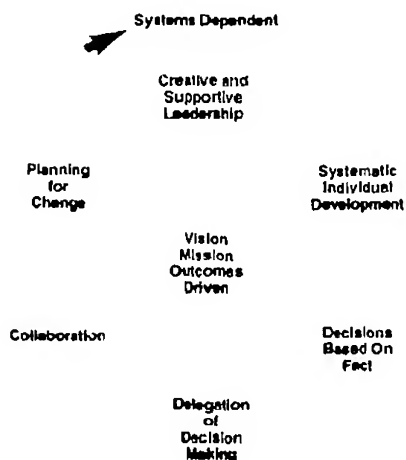 Systems Dependent
Creative and
Supportive
Leadership
Planning
for
Change
Systematic
Individual
Development
Vision
Mission
Outcomes
Driven
Collaboration
Decisions
Based On
Fact
Delegation
of
Decision
Making